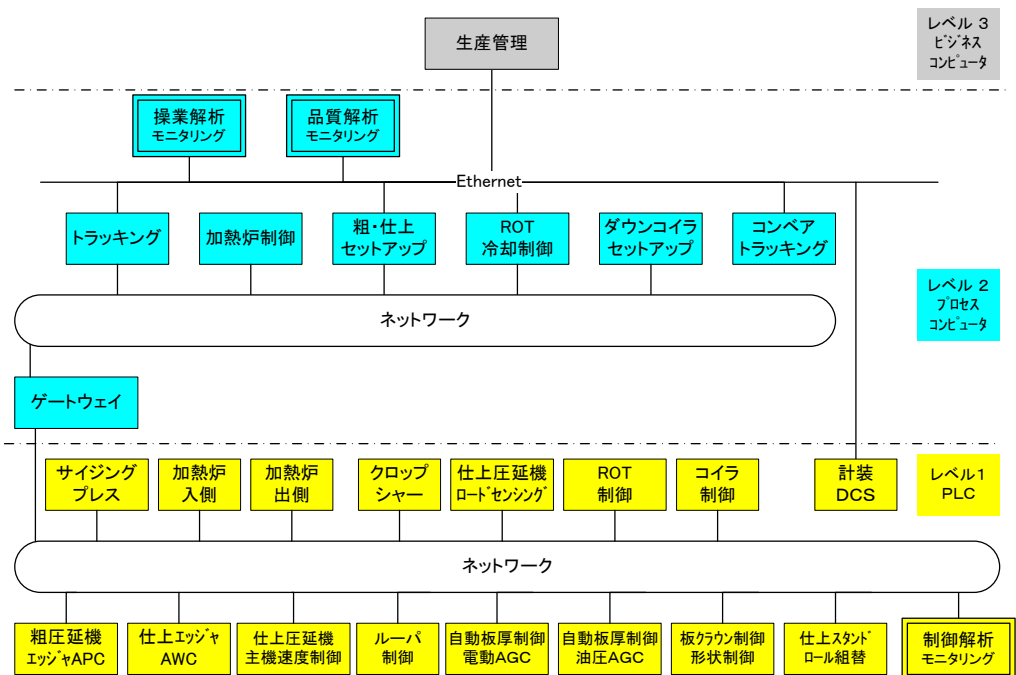 生産管理
レベル 3
ビジネス
コンピュータ
操業解析
モニタリング
品質解析
モニタリング
Ethernet
トラッキング
加熱炉制御
粗・仕上
セットアップ
ROT
冷却制御
ダウンコイラ
セットアップ
コンベア
トラッキング
レベル 2
プロセス
コンピュータ
ネットワーク
ゲートウェイ
サイジング
プレス
加熱炉
入側
加熱炉
出側
クロップ
シャー
仕上圧延機
ロードセンシング
ROT
制御
コイラ
制御
計装
DCS
レベル1
PLC
ネットワーク
粗圧延機
エッジャAPC
仕上エッジャ
AWC
仕上圧延機
主機速度制御
ルーパ
制御
自動板厚制御
電動AGC
自動板厚制御
油圧AGC
板クラウン制御
形状制御
仕上スタンド
ロール組替
制御解析
モニタリング